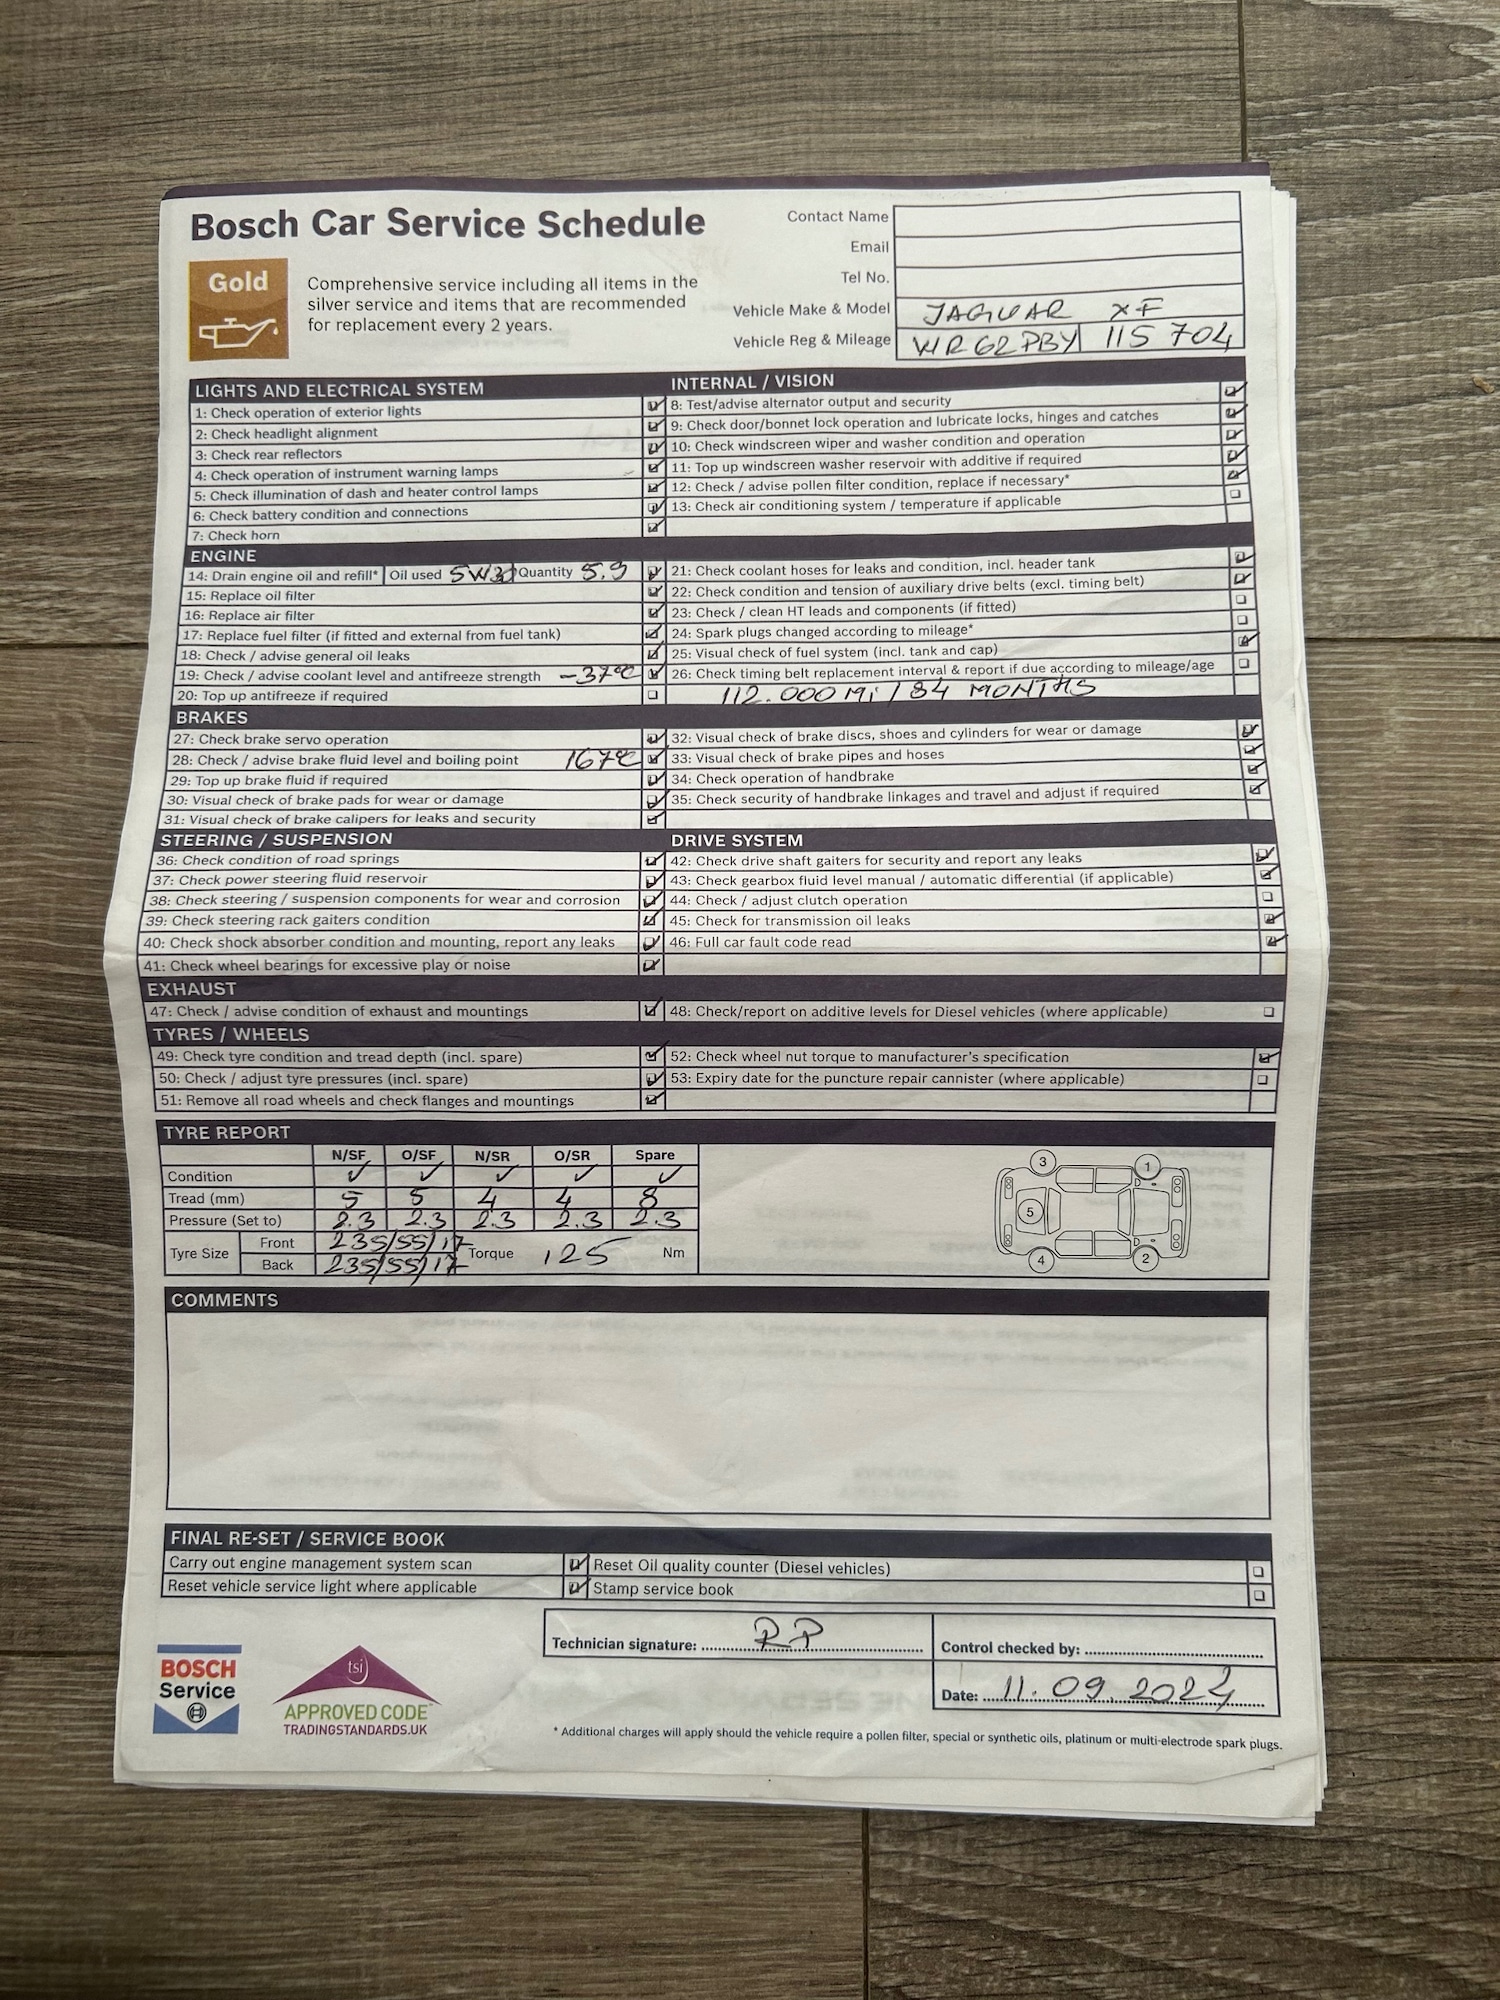 Bosch Car Service Schedule
Gold
Comprehensive service including all items in the
silver service and items that are recommended
for replacement every 2 years.
Contact Name
Email
Tel No.
Vehicle Make & Model JAGUAR XF
Vehicle Reg & Mileage WR62PBY 115 704
LIGHTS AND ELECTRICAL SYSTEM
1: Check operation of exterior lights
2: Check headlight alignment
3: Check rear reflectors
4: Check operation of instrument warning lamps
5: Check illumination of dash and heater control lamps
6: Check battery condition and connections
7: Check horn
INTERNAL / VISION
8: Test/advise alternator output and security
9: Check door/bonnet lock operation and lubricate locks, hinges and catches
10: Check windscreen wiper and washer condition and operation
11: Top up windscreen washer reservoir with additive if required
12: Check / advise pollen filter condition, replace if necessary*
13: Check air conditioning system / temperature if applicable
ENGINE
14: Drain engine oil and refill* Oil used 5W30 Quantity 5.9
15: Replace oil filter
16: Replace air filter
17: Replace fuel filter (if fitted and external from fuel tank)
18: Check / advise general oil leaks
19: Check / advise coolant level and antifreeze strength -37°C
20: Top up antifreeze if required
21: Check coolant hoses for leaks and condition, incl. header tank
22: Check condition and tension of auxiliary drive belts (excl. timing belt)
23: Check / clean HT leads and components (if fitted)
24: Spark plugs changed according to mileage*
25: Visual check of fuel system (incl. tank and cap)
26: Check timing belt replacement interval & report if due according to mileage/age
112.000 Mi / 84 MONTHS
BRAKES
27: Check brake servo operation
28: Check / advise brake fluid level and boiling point 167°C
29: Top up brake fluid if required
30: Visual check of brake pads for wear or damage
31: Visual check of brake calipers for leaks and security
32: Visual check of brake discs, shoes and cylinders for wear or damage
33: Visual check of brake pipes and hoses
34: Check operation of handbrake
35: Check security of handbrake linkages and travel and adjust if required
STEERING / SUSPENSION
36: Check condition of road springs
37: Check power steering fluid reservoir
38: Check steering / suspension components for wear and corrosion
39: Check steering rack gaiters condition
40: Check shock absorber condition and mounting, report any leaks
41: Check wheel bearings for excessive play or noise
DRIVE SYSTEM
42: Check drive shaft gaiters for security and report any leaks
43: Check gearbox fluid level manual / automatic differential (if applicable)
44: Check / adjust clutch operation
45: Check for transmission oil leaks
46: Full car fault code read
EXHAUST
47: Check / advise condition of exhaust and mountings
48: Check/report on additive levels for Diesel vehicles (where applicable)
TYRES / WHEELS
49: Check tyre condition and tread depth (incl. spare)
50: Check / adjust tyre pressures (incl. spare)
51: Remove all road wheels and check flanges and mountings
52: Check wheel nut torque to manufacturer's specification
53: Expiry date for the puncture repair cannister (where applicable)
TYRE REPORT
N/SF O/SF N/SR O/SR Spare
Condition ✓ ✓ ✓ ✓ ✓
Tread (mm) 5 5 4 4 8
Pressure (Set to) 2.3 2.3 2.3 2.3 2.3
Tyre Size Front 235/55/17 Torque 125 Nm
Back 235/55/17
3 1
5
4 2
COMMENTS
FINAL RE-SET / SERVICE BOOK
Carry out engine management system scan
Reset vehicle service light where applicable
Reset Oil quality counter (Diesel vehicles)
Stamp service book
Technician signature: RP
Control checked by:
Date: 11.09.2024
BOSCH
Service
tsi
APPROVED CODE
TRADINGSTANDARDS.UK
* Additional charges will apply should the vehicle require a pollen filter, special or synthetic oils, platinum or multi-electrode spark plugs.